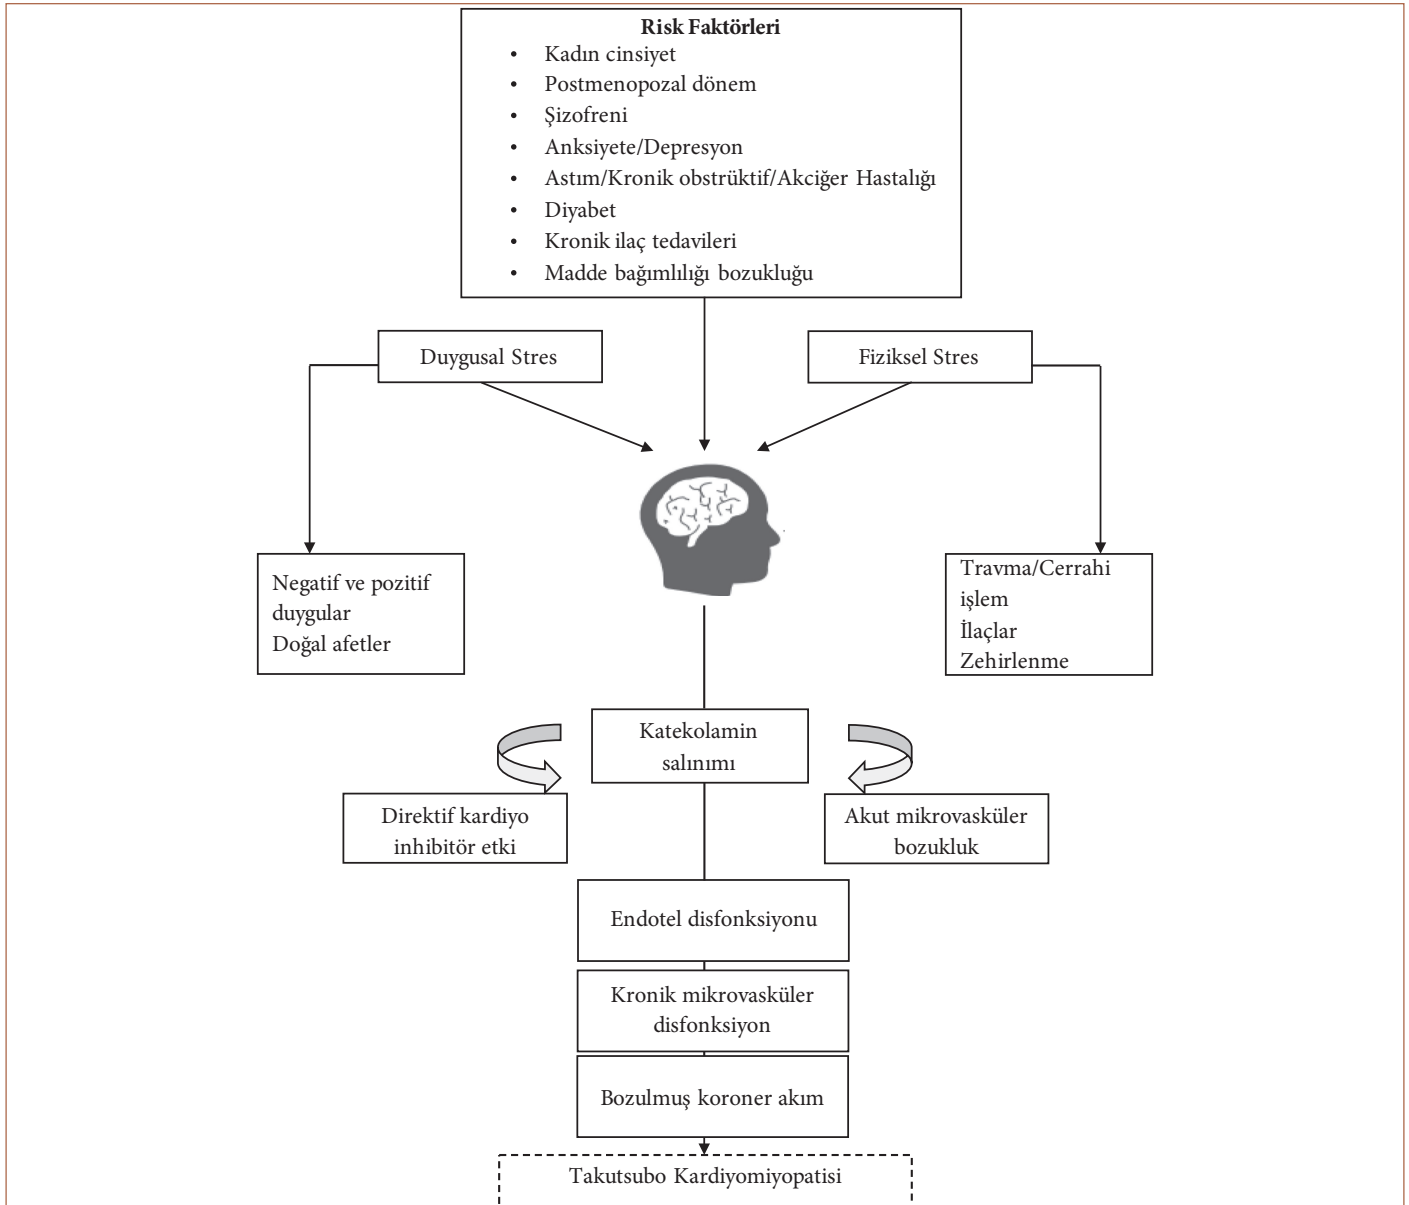 Risk Faktörleri
• Kadın cinsiyet
• Postmenopozal dönem
• Şizofreni
• Anksiyete/Depresyon
• Astım/Kronik obstrüktif/Akciğer Hastalığı
• Diyabet
• Kronik ilaç tedavileri
• Madde bağımlılığı bozukluğu
Duygusal Stres
Fiziksel Stres
Negatif ve pozitif
duygular
Doğal afetler
Travma/Cerrahi
işlem
İlaçlar
Zehirlenme
Katekolamin
salınımı
Direktif kardiyo
inhibitör etki
Akut mikrovasküler
bozukluk
Endotel disfonksiyonu
Kronik mikrovasküler
disfonksiyon
Bozulmuş koroner akım
Takutsubo Kardiyomiyopatisi